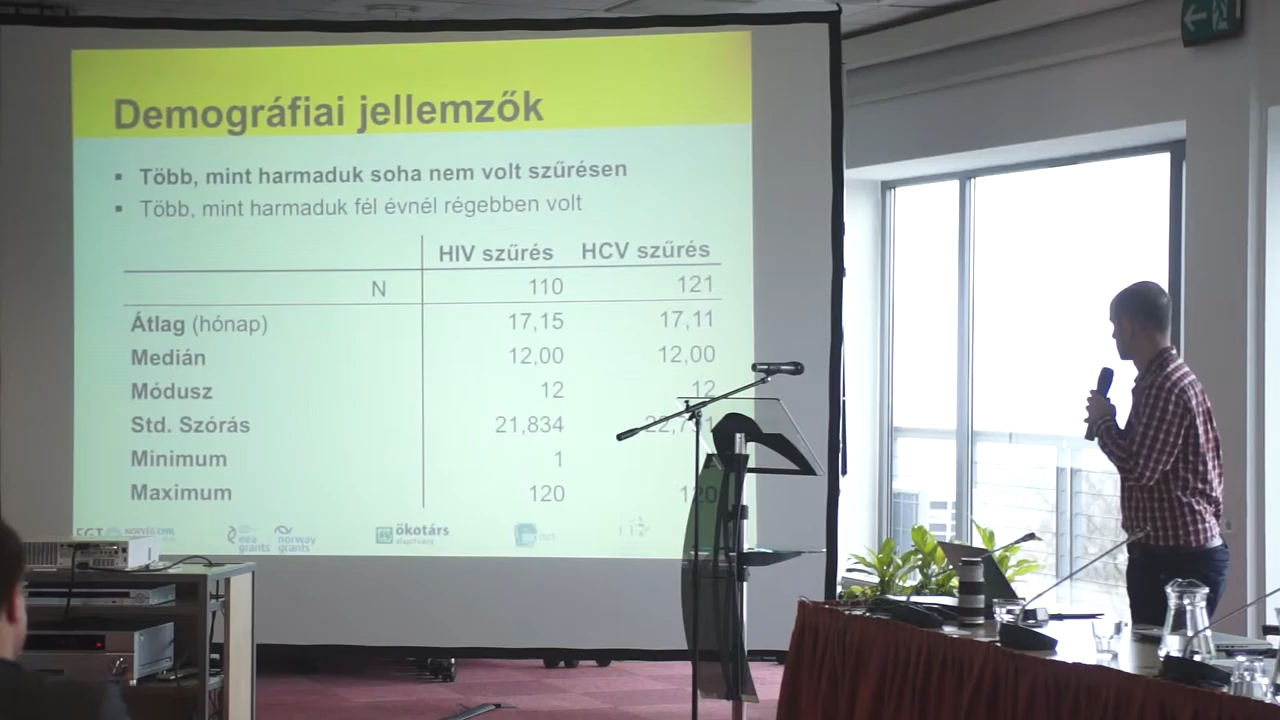 Demográfiai jellemzők
▪ Több, mint harmaduk soha nem volt szűrésen
▪ Több, mint harmaduk fél évnél régebben volt
HIV szűrés HCV szűrés
N 110 121
Átlag (hónap) 17,15 17,11
Medián 12,00 12,00
Módusz 12 12
Std. Szórás 21,834
Minimum 1
Maximum 120 120
eea grants norway grants ökotárs alapítvány